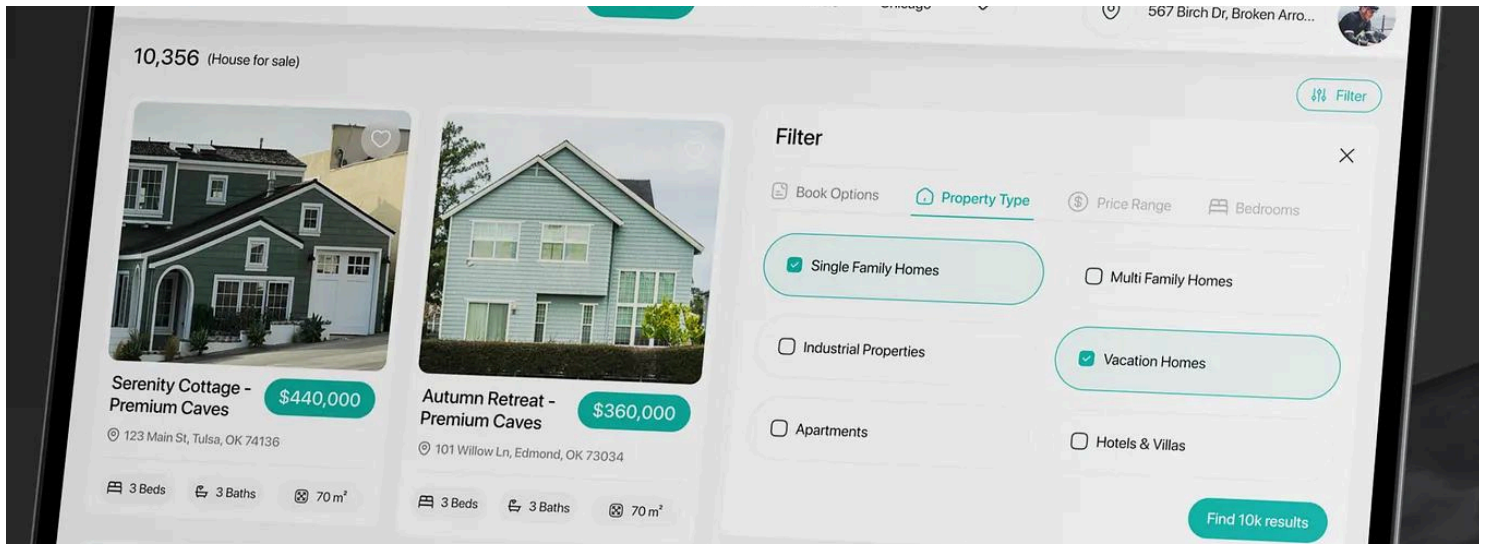 Chicago
567 Birch Dr, Broken Arro...
10,356 (House for sale)
Filter
Filter
Book Options
Property Type
Price Range
Bedrooms
Single Family Homes
Multi Family Homes
Industrial Properties
Vacation Homes
Apartments
Hotels & Villas
Find 10k results
Serenity Cottage -
Premium Caves
$440,000
123 Main St, Tulsa, OK 74136
3 Beds
3 Baths
70 m²
Autumn Retreat -
Premium Caves
$360,000
101 Willow Ln, Edmond, OK 73034
3 Beds
3 Baths
70 m²